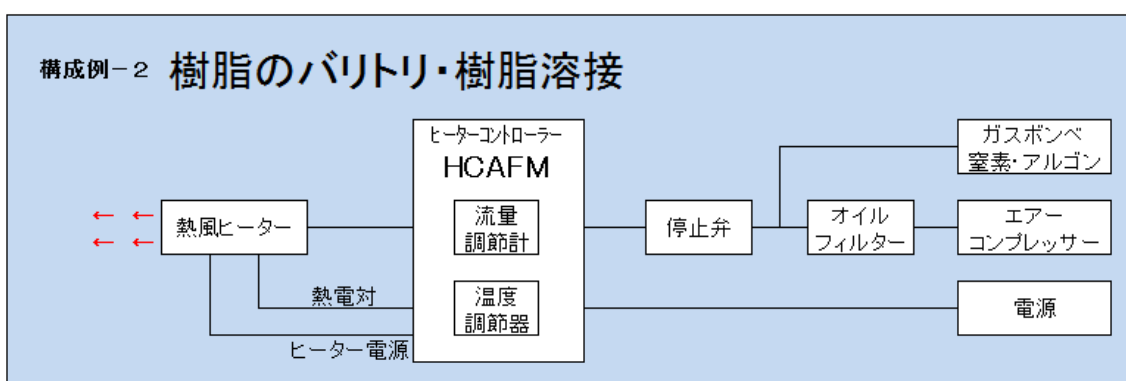 構成例－2 樹脂のバリトリ・樹脂溶接
ヒーターコントローラー
HCAFM
流量
調節計
温度
調節器
熱風ヒーター
← ←
← ←
熱電対
ヒーター電源
停止弁
オイル
フィルター
ガスボンベ
窒素・アルゴン
エアー
コンプレッサー
電源